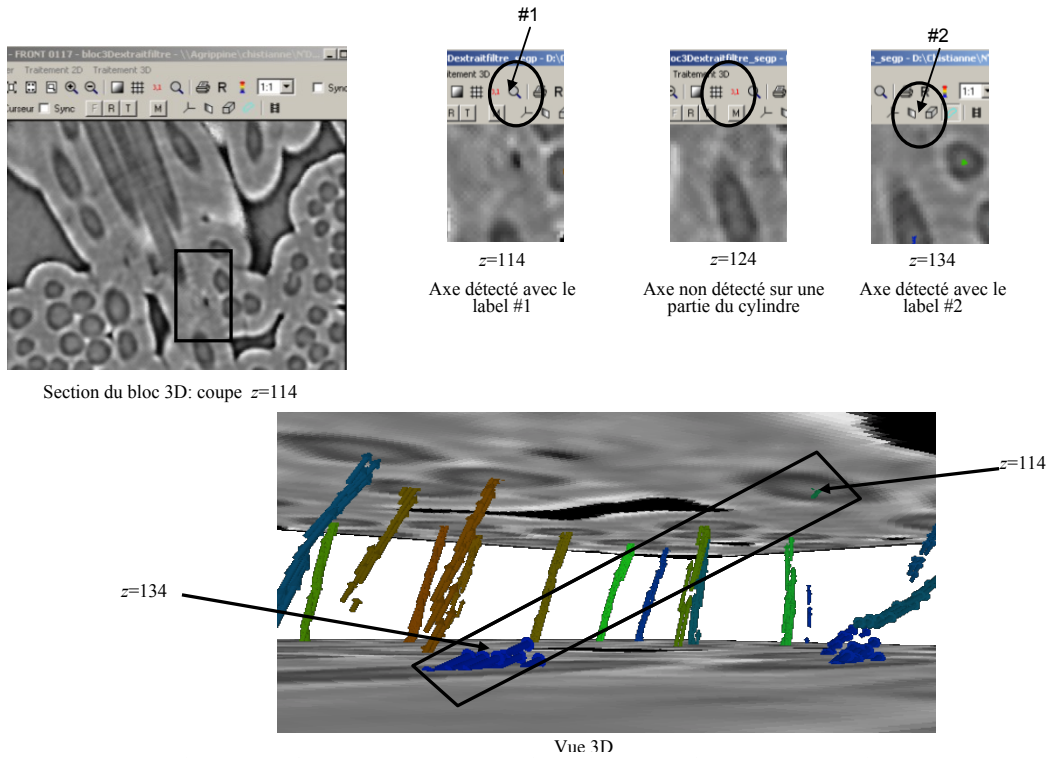 #1
#2
- FRONT 0117 - bloc3Dextraitfiltre - \\Agrippine\chistianne\N'D...
er Traitement 2D Traitement 3D
R 1:1 Sync
Curseur Sync F R T M
Dextraitfiltre_segp - D:\C
itement 3D
R T M
oc3Dextraitfiltre_segp -
Traitement 3D
R T M
e_segp - D:\Chistianne\N'
R 1:1
z=114
z=124
z=134
Axe détecté avec le
label #1
Axe non détecté sur une
partie du cylindre
Axe détecté avec le
label #2
Section du bloc 3D: coupe z=114
z=114
z=134
Vue 3D